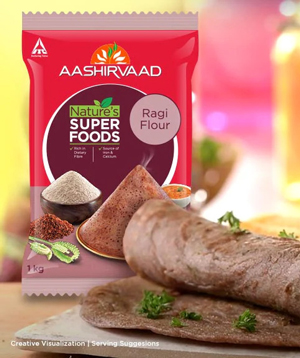 AASHIRVAAD
Nature's
SUPER
FOODS
Ragi
Flour
✓ Rich in
Dietary
Fibre
✓ Source of
Iron &
Calcium
1 kg
Creative Visualization | Serving Suggesions